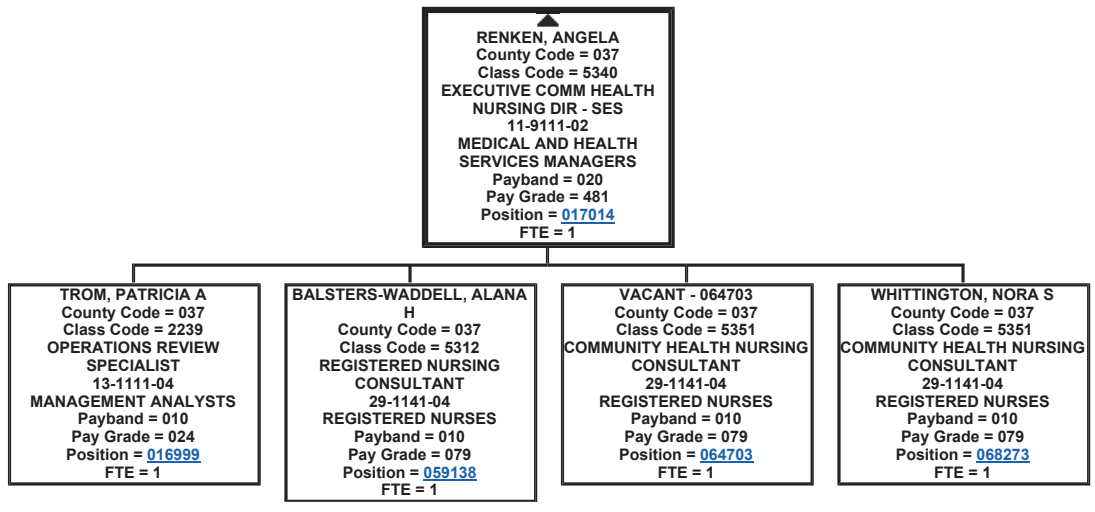 RENKEN, ANGELA
County Code = 037
Class Code = 5340
EXECUTIVE COMM HEALTH
NURSING DIR - SES
11-9111-02
MEDICAL AND HEALTH
SERVICES MANAGERS
Payband = 020
Pay Grade = 481
Position = 017014
FTE = 1
TROM, PATRICIA A
County Code = 037
Class Code = 2239
OPERATIONS REVIEW
SPECIALIST
13-1111-04
MANAGEMENT ANALYSTS
Payband = 010
Pay Grade = 024
Position = 016999
FTE = 1
BALSTERS-WADDELL, ALANA
H
County Code = 037
Class Code = 5312
REGISTERED NURSING
CONSULTANT
29-1141-04
REGISTERED NURSES
Payband = 010
Pay Grade = 079
Position = 059138
FTE = 1
VACANT - 064703
County Code = 037
Class Code = 5351
COMMUNITY HEALTH NURSING
CONSULTANT
29-1141-04
REGISTERED NURSES
Payband = 010
Pay Grade = 079
Position = 064703
FTE = 1
WHITTINGTON, NORA S
County Code = 037
Class Code = 5351
COMMUNITY HEALTH NURSING
CONSULTANT
29-1141-04
REGISTERED NURSES
Payband = 010
Pay Grade = 079
Position = 068273
FTE = 1